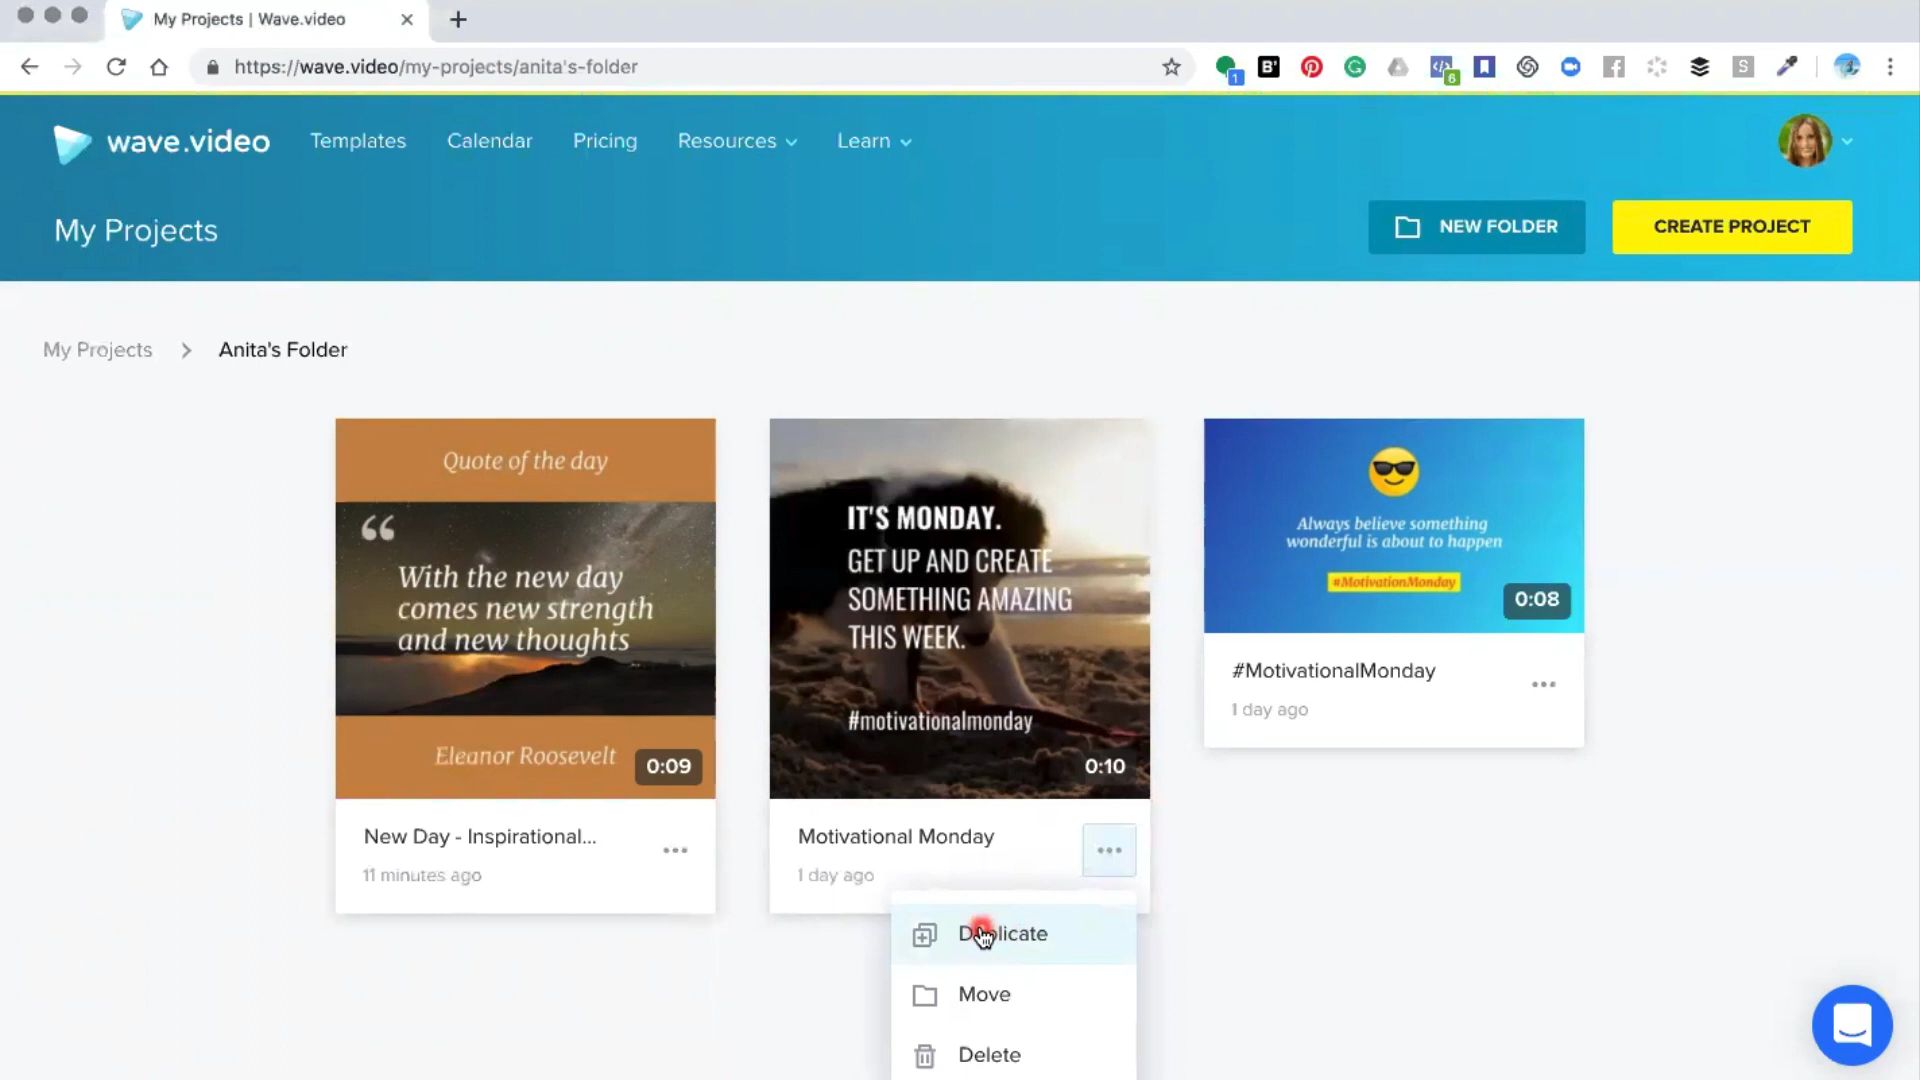 My Projects | Wave.video
https://wave.video/my-projects/anita's-folder
1
B'
6
S
wave.video
Templates
Calendar
Pricing
Resources
Learn
My Projects
NEW FOLDER
CREATE PROJECT
My Projects
Anita's Folder
Quote of the day
“
With the new day
comes new strength
and new thoughts
Eleanor Roosevelt
0:09
New Day - Inspirational...
11 minutes ago
IT'S MONDAY.
GET UP AND CREATE
SOMETHING AMAZING
THIS WEEK.
#motivationalmonday
0:10
Motivational Monday
1 day ago
Always believe something
wonderful is about to happen
#MotivationMonday
0:08
#MotivationalMonday
1 day ago
Duplicate
Move
Delete